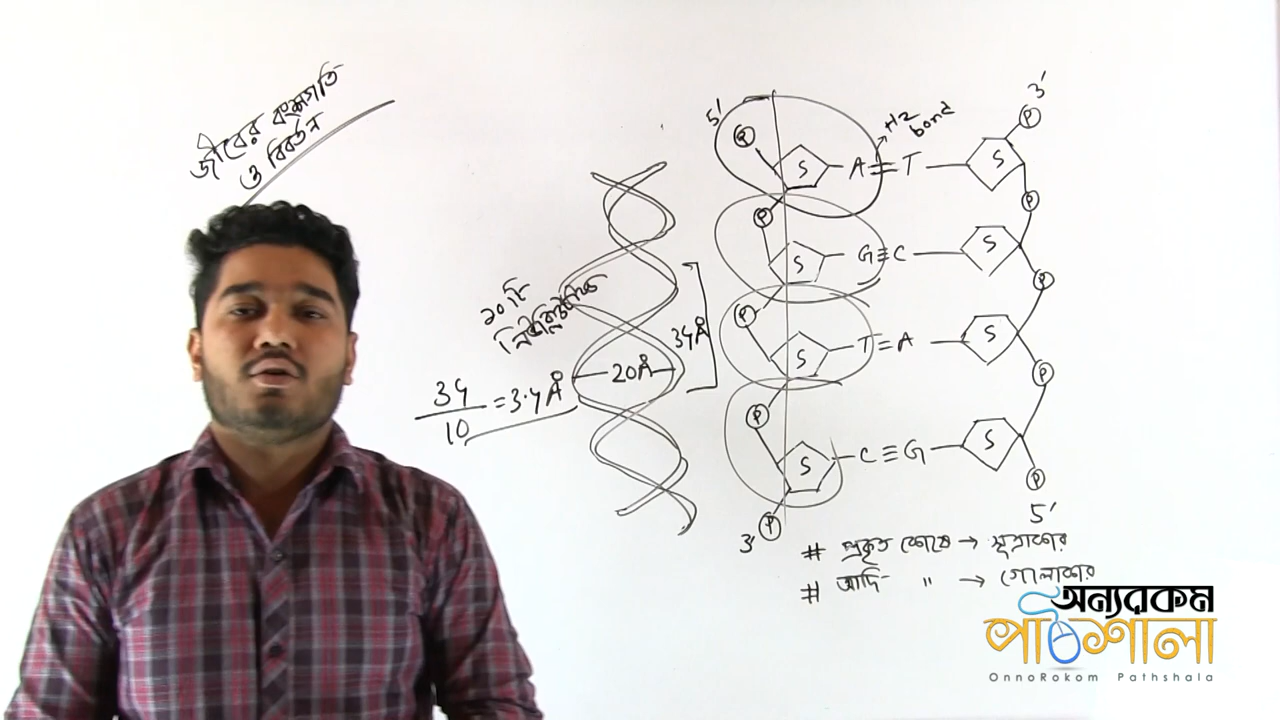 জীবের বংশগতি
ও বিবর্তন
১০টি
নিউক্লিওটাইড
34
10
=3.4Å
20Å
34Å
5'
3'
H2
bond
P
S
A=T
S
P
P
P
S
G≡C
S
P
P
S
T=A
S
P
P
S
C≡G
S
P
P
3'
5'
# প্রকৃত কোষে → সূত্রাকার
# আদি " → গোলাকার
অন্যরকম
পাঠশালা
OnnoRokom Pathshala